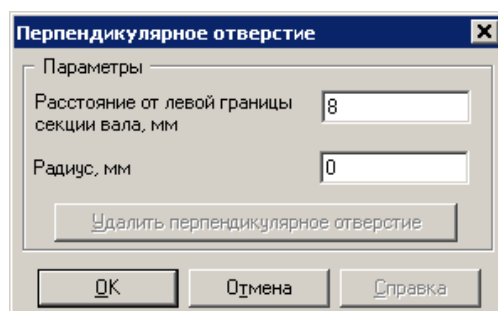 Перпендикулярное отверстие
Параметры
Расстояние от левой границы
секции вала, мм
8
Радиус, мм
0
Удалить перпендикулярное отверстие
OK
Отмена
Справка